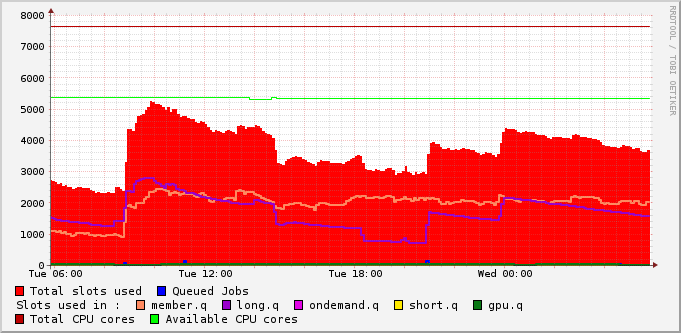 8000
7000
6000
5000
4000
3000
2000
1000
0
Tue 06:00 Tue 12:00 Tue 18:00 Wed 00:00
Total slots used Queued Jobs
Slots used in : member.q long.q ondemand.q short.q gpu.q
Total CPU cores Available CPU cores
RRDTOOL / TOBI OETIKER